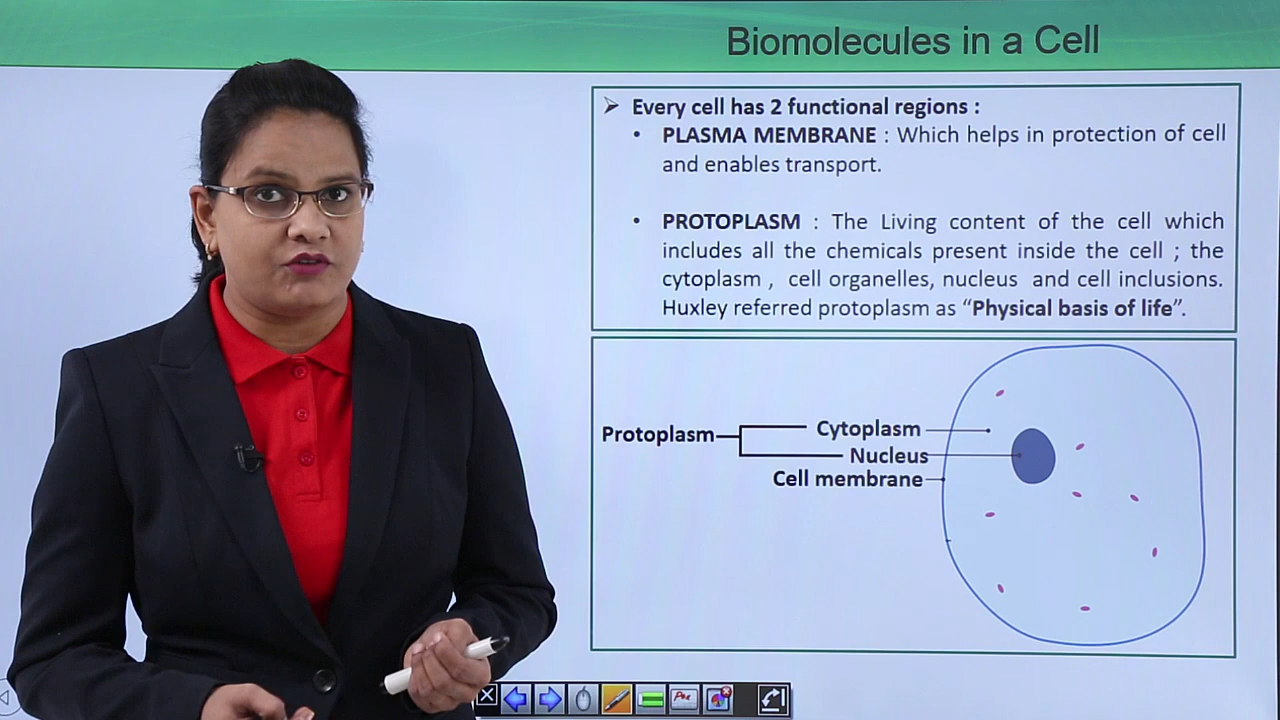 Biomolecules in a Cell
➢ Every cell has 2 functional regions :
• PLASMA MEMBRANE : Which helps in protection of cell
and enables transport.
• PROTOPLASM : The Living content of the cell which
includes all the chemicals present inside the cell ; the
cytoplasm , cell organelles, nucleus and cell inclusions.
Huxley referred protoplasm as “Physical basis of life”.
Protoplasm
Cytoplasm
Nucleus
Cell membrane